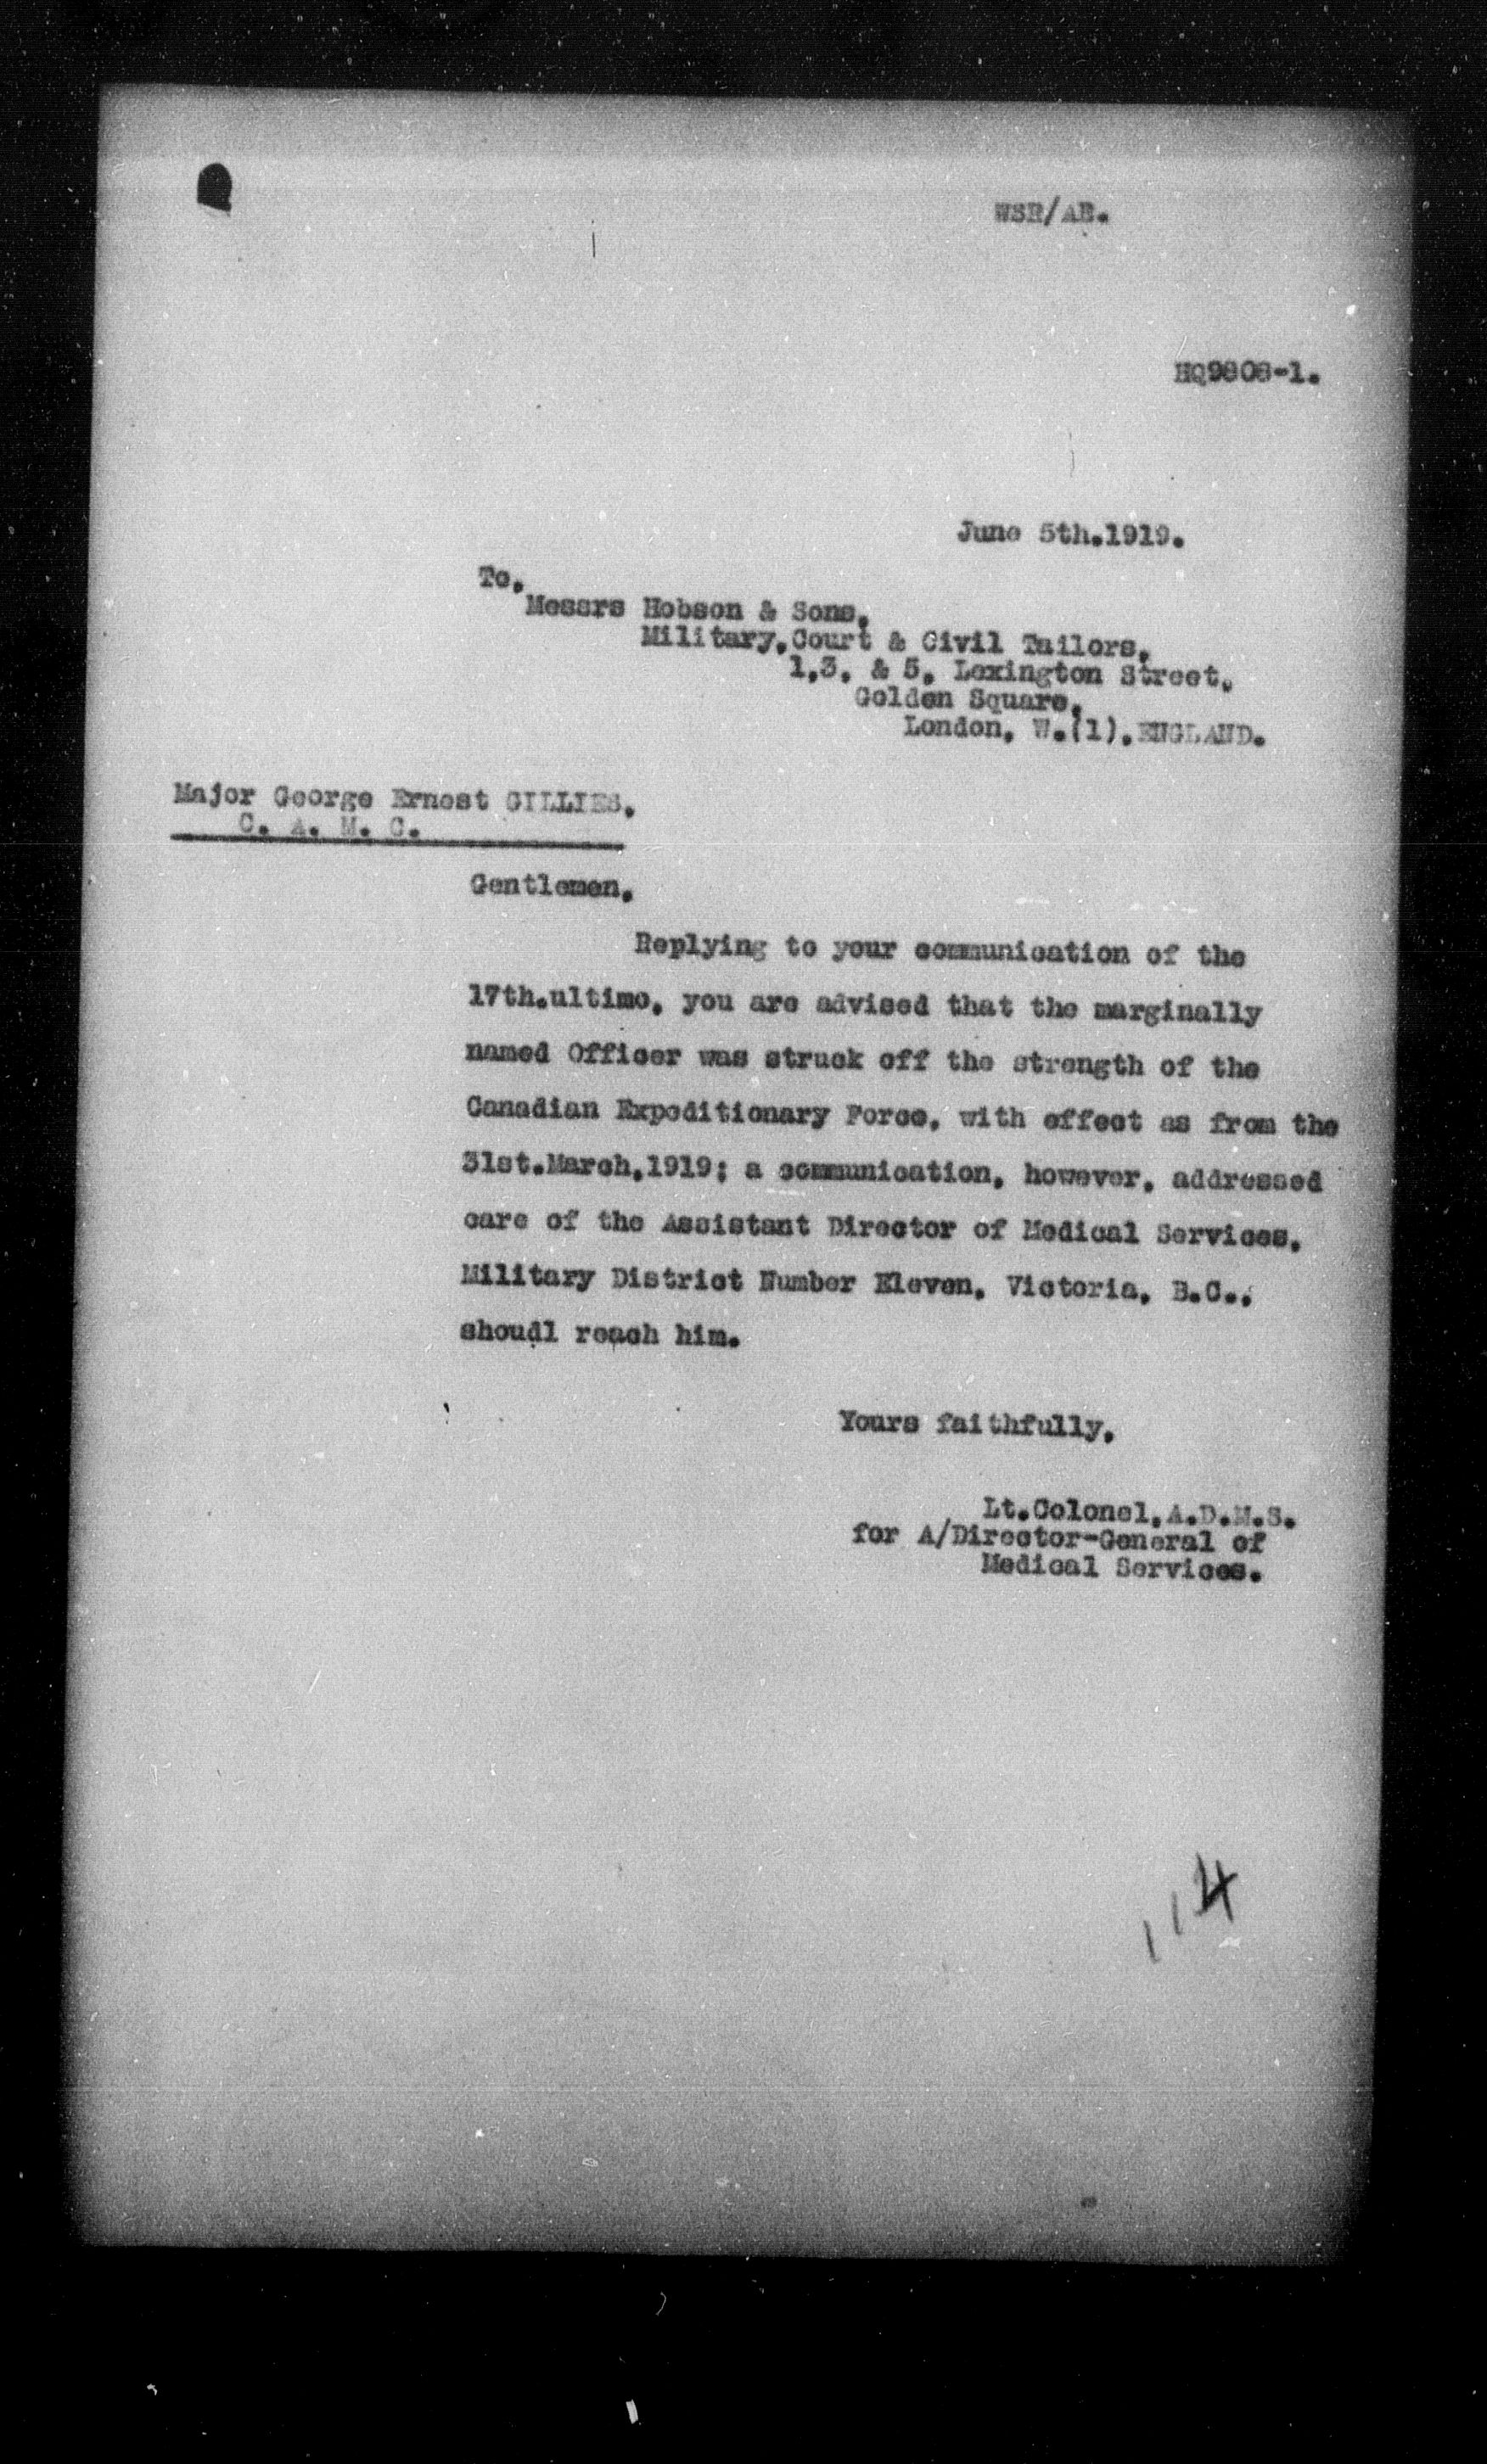 WSR/AE.
HQ9808-1.
June 5th.1919.
To,
Messrs Hobson & Sons,
Military,Court & Civil Tailors,
1,3. & 5, Lexington Street,
Golden Square,
London, W.(1).ENGLAND.
Major George Ernest GILLIES.
C. A. M. C.
Gentlemen,
Replying to your communication of the
17th.ultimo, you are advised that the marginally
named Officer was struck off the strength of the
Canadian Expeditionary Force, with effect as from the
31st.March,1919; a communication, however, addressed
care of the Assistant Director of Medical Services,
Military District Number Eleven, Victoria, B.C.,
shoudl reach him.
Yours faithfully,
Lt.Colonel,A.D.M.S.
for A/Director-General of
Medical Services.
114